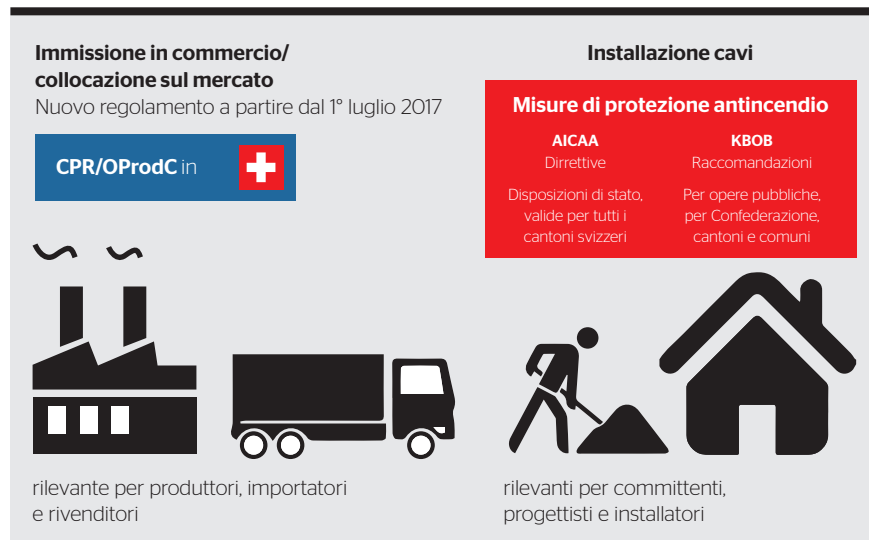 Immissione in commercio/
collocazione sul mercato
Nuovo regolamento a partire dal 1° luglio 2017
CPR/OProdC in
rilevante per produttori, importatori
e rivenditori
Installazione cavi
Misure di protezione antincendio
AICAA
Dirrettive
Disposizioni di stato,
valide per tutti i
cantoni svizzeri
KBOB
Raccomandazioni
Per opere pubbliche,
per Confederazione,
cantoni e comuni
rilevanti per committenti,
progettisti e installatori